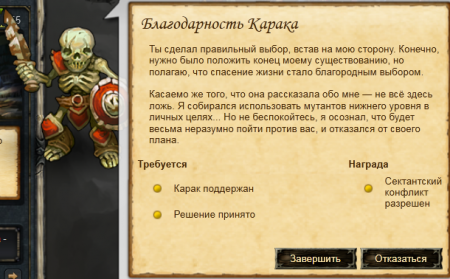 65
Благодарность Карака
Ты сделал правильный выбор, встав на мою сторону. Конечно,
нужно было положить конец моему существованию, но
полагаю, что спасение жизни стало благородным выбором.
Касаемо же того, что она рассказала обо мне — не всё здесь
ложь. Я собирался использовать мутантов нижнего уровня в
личных целях... Но не беспокойтесь, я осознал, что будет
весьма неразумно пойти против вас, и отказался от своего
плана.
Требуется
Награда
Карак поддержан
Решение принято
Сектантский
конфликт
разрешен
Завершить
Отказаться